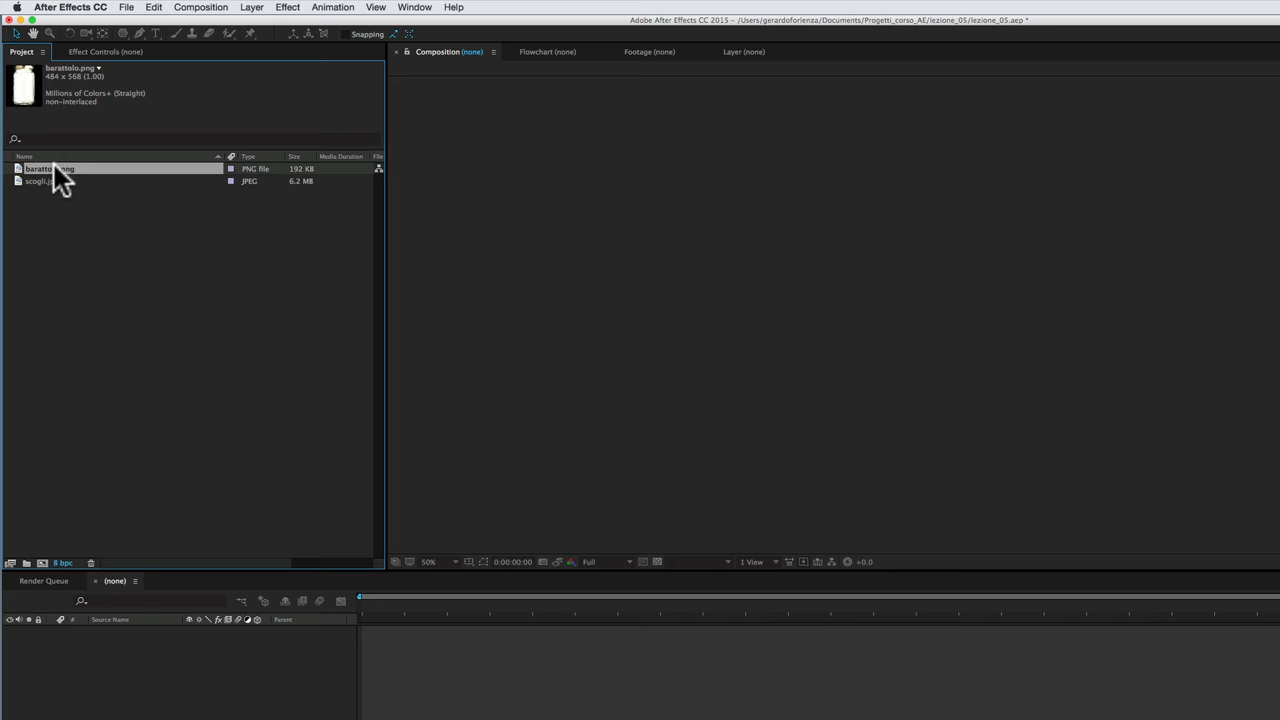 After Effects CC File Edit Composition Layer Effect Animation View Window Help
Adobe After Effects CC 2015 - /Users/gerardoforlenza/Documents/Progetti_corso_AE/lezione_05/lezione_05.aep *
Snapping
Project Effect Controls (none) Composition (none) Flowchart (none) Footage (none) Layer (none)
barattolo.png
484 x 568 (1.00)
Millions of Colors+ (Straight)
non-interlaced
Name Type Size Media Duration File
PNG file 192 KB
JPEG 6.2 MB
8 bpc 50% 0:00:00:00 Full 1 View +0.0
Render Queue (none)
# Source Name Parent